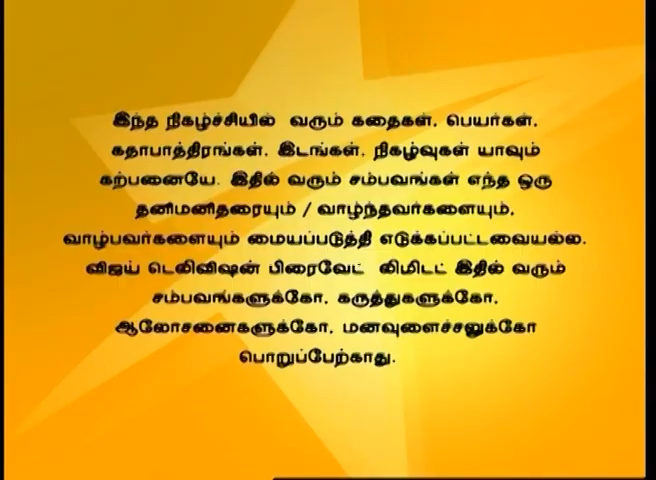 இந்த நிகழ்ச்சியில் வரும் கதைகள், பெயர்கள்,
கதாபாத்திரங்கள், இடங்கள், நிகழ்வுகள் யாவும்
கற்பனையே. இதில் வரும் சம்பவங்கள் எந்த ஒரு
தனிமனிதரையும் / வாழ்ந்தவர்களையும்,
வாழ்பவர்களையும் மையப்படுத்தி எடுக்கப்பட்டவையல்ல.
விஜய் டெலிவிஷன் பிரைவேட் லிமிடட் இதில் வரும்
சம்பவங்களுக்கோ, கருத்துகளுக்கோ,
ஆலோசனைகளுக்கோ, மனவுளைச்சலுக்கோ
பொறுப்பேற்காது.